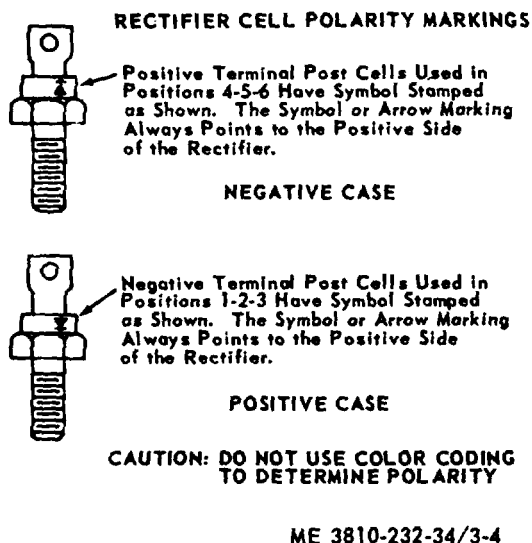 RECTIFIER CELL POLARITY MARKINGS
Positive Terminal Post Cells Used in
Positions 4-5-6 Have Symbol Stamped
as Shown. The Symbol or Arrow Marking
Always Points to the Positive Side
of the Rectifier.
NEGATIVE CASE
Negative Terminal Post Cells Used in
Positions 1-2-3 Have Symbol Stamped
as Shown. The Symbol or Arrow Marking
Always Points to the Positive Side
of the Rectifier.
POSITIVE CASE
CAUTION: DO NOT USE COLOR CODING
TO DETERMINE POLARITY
ME 3810-232-34/3-4